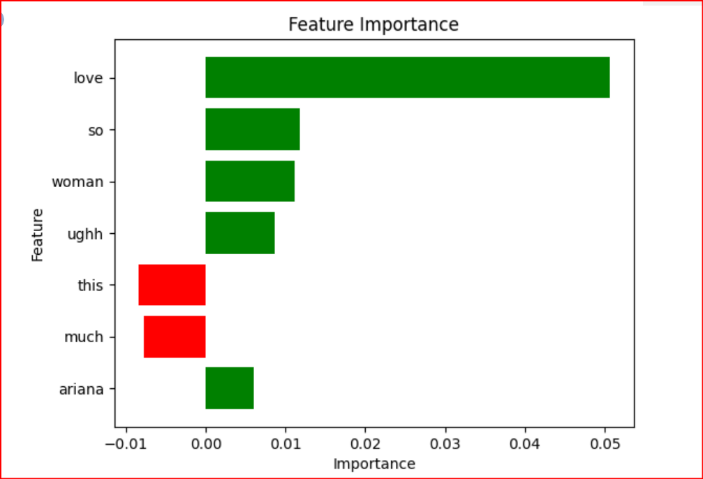 Feature Importance
love
so
woman
ughh
this
much
ariana
Feature
−0.01 0.00 0.01 0.02 0.03 0.04 0.05
Importance